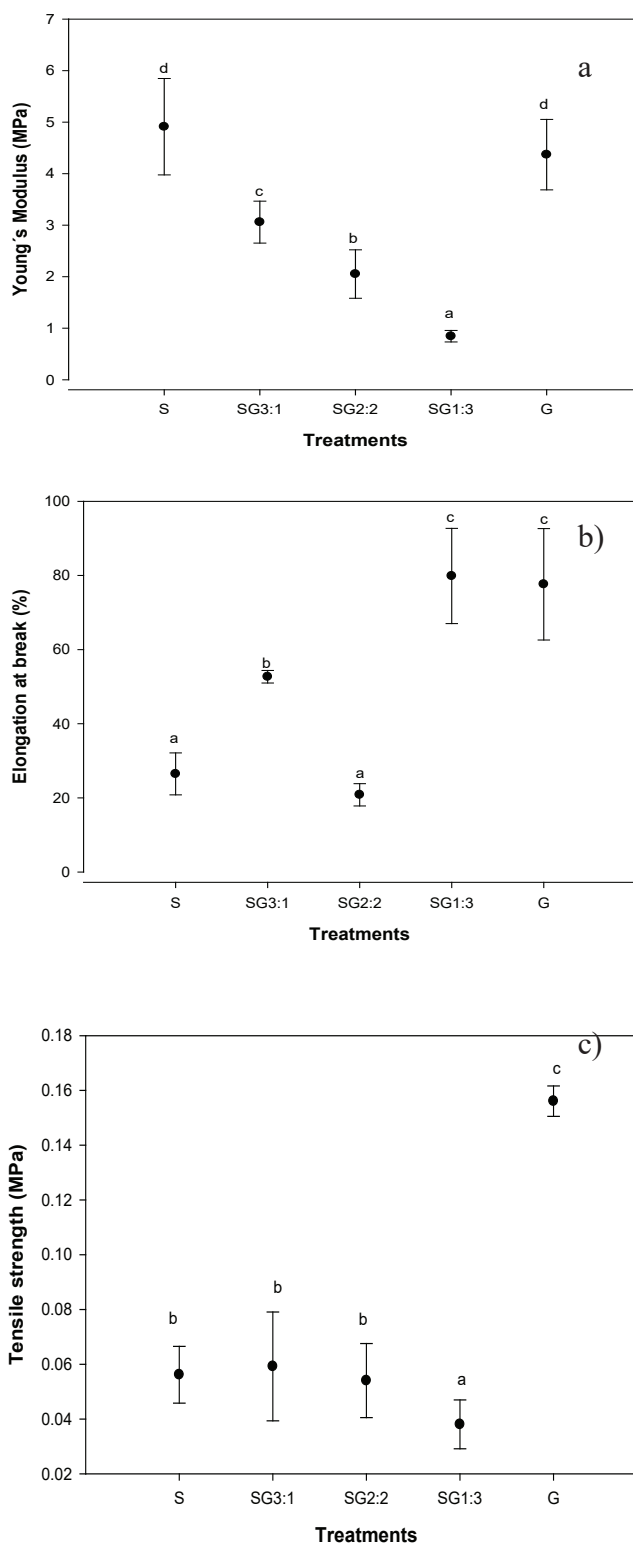 a
7
6
5
4
3
2
1
0
Young´s Modulus (MPa)
d
c
b
a
d
S SG3:1 SG2:2 SG1:3 G
Treatments
b)
100
80
60
40
20
0
Elongation at break (%)
a
b
a
c
c
S SG3:1 SG2:2 SG1:3 G
Treatments
c)
0.18
0.16
0.14
0.12
0.10
0.08
0.06
0.04
0.02
Tensile strength (MPa)
b
b
b
a
c
S SG3:1 SG2:2 SG1:3 G
Treatments